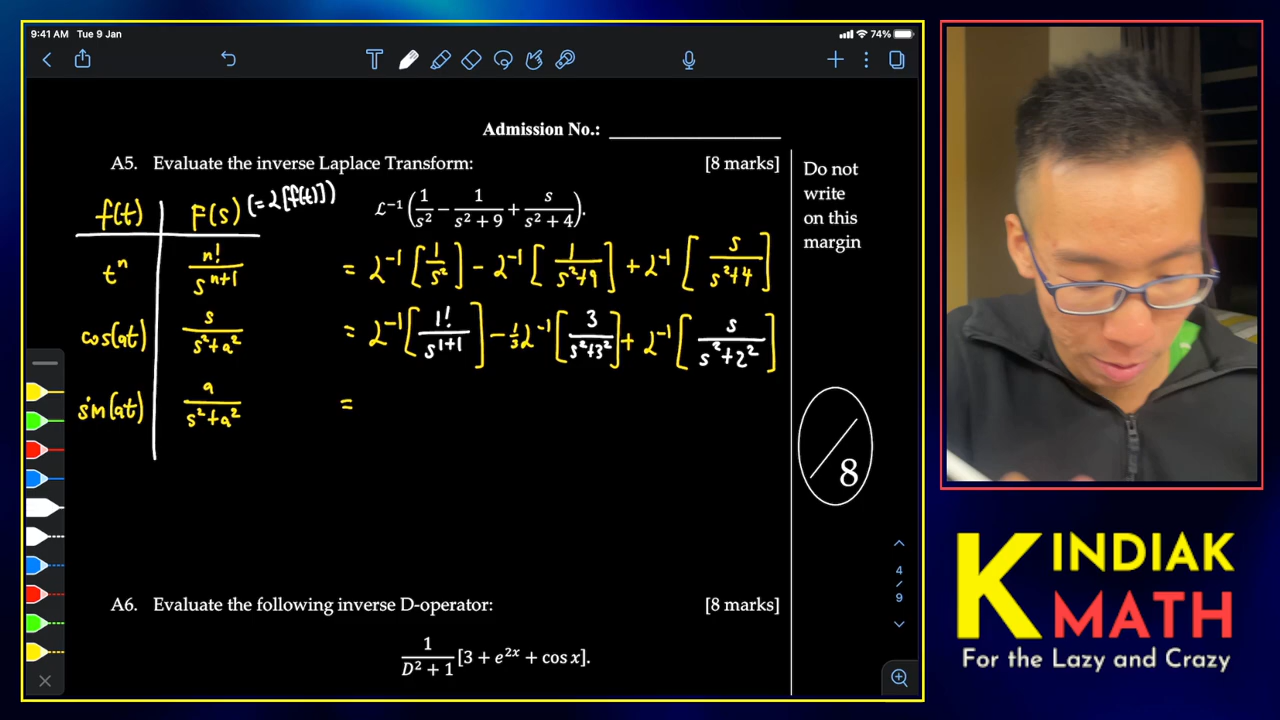 9:41 AM Tue 9 Jan
74%
Admission No.: ____________
A5. Evaluate the inverse Laplace Transform: [8 marks]
ℒ⁻¹ (1/s² − 1/(s² + 9) + s/(s² + 4)).
Do not
write
on this
margin
f(t) F(s) (= ℒ[f(t)])
tⁿ n!/sⁿ⁺¹
cos(at) s/(s²+a²)
sin(at) a/(s²+a²)
= ℒ⁻¹ [1/s²] − ℒ⁻¹ [1/(s²+9)] + ℒ⁻¹ [s/(s²+4)]
= ℒ⁻¹ [1!/s¹⁺¹] − 1/3 ℒ⁻¹ [3/(s²+3²)] + ℒ⁻¹ [s/(s²+2²)]
=
/8
A6. Evaluate the following inverse D-operator: [8 marks]
1/(D² + 1) [3 + e²ˣ + cos x].
4
/
9
KINDIAK
MATH
For the Lazy and Crazy